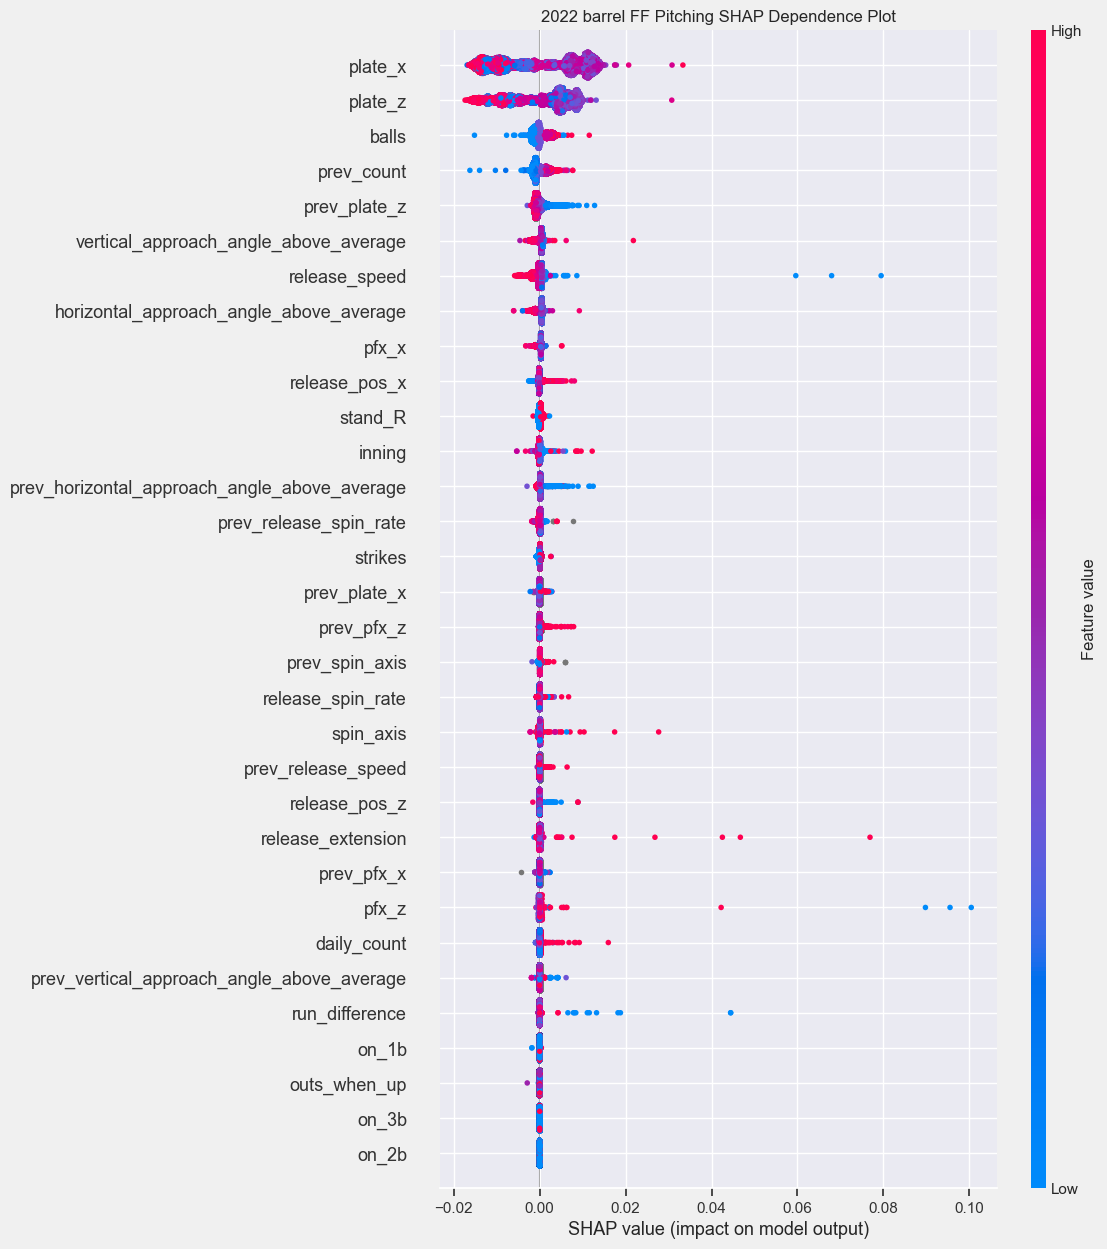 2022 barrel FF Pitching SHAP Dependence Plot
High
plate_x
plate_z
balls
prev_count
prev_plate_z
vertical_approach_angle_above_average
release_speed
horizontal_approach_angle_above_average
pfx_x
release_pos_x
stand_R
inning
prev_horizontal_approach_angle_above_average
prev_release_spin_rate
strikes
prev_plate_x
prev_pfx_z
prev_spin_axis
release_spin_rate
spin_axis
prev_release_speed
release_pos_z
release_extension
prev_pfx_x
pfx_z
daily_count
prev_vertical_approach_angle_above_average
run_difference
on_1b
outs_when_up
on_3b
on_2b
Feature value
Low
−0.02 0.00 0.02 0.04 0.06 0.08 0.10
SHAP value (impact on model output)